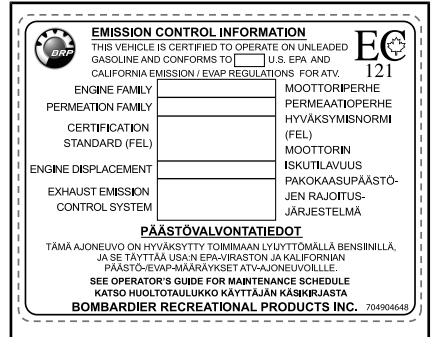 EMISSION CONTROL INFORMATION
THIS VEHICLE IS CERTIFIED TO OPERATE ON UNLEADED
GASOLINE AND CONFORMS TO U.S. EPA AND
CALIFORNIA EMISSION / EVAP REGULATIONS FOR ATV.
BRP
EC
121
ENGINE FAMILY MOOTTORIPERHE
PERMEATION FAMILY PERMEAATIOPERHE
CERTIFICATION HYVÄKSYMISNORMI
STANDARD (FEL) (FEL)
MOOTTORIN
ENGINE DISPLACEMENT ISKUTILAVUUS
EXHAUST EMISSION PAKOKAASUPÄÄSTÖ-
CONTROL SYSTEM JEN RAJOITUS-
JÄRJESTELMÄ
PÄÄSTÖVALVONTATIEDOT
TÄMÄ AJONEUVO ON HYVÄKSYTTY TOIMIMAAN LYIJYTTÖMÄLLÄ BENSIINILLÄ,
JA SE TÄYTTÄÄ USA:N EPA-VIRASTON JA KALIFORNIAN
PÄÄSTÖ-/EVAP-MÄÄRÄYKSET ATV-AJONEUVOILLLE.
SEE OPERATOR'S GUIDE FOR MAINTENANCE SCHEDULE
KATSO HUOLTOTAULUKKO KÄYTTÄJÄN KÄSIKIRJASTA
BOMBARDIER RECREATIONAL PRODUCTS INC. 704904648